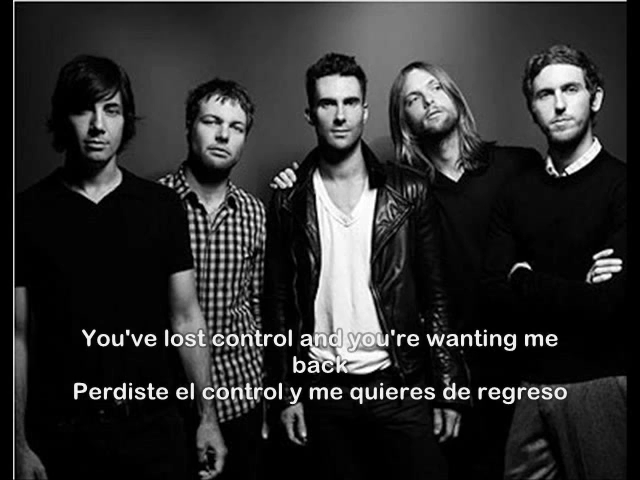 You've lost control and you're wanting me
back
Perdiste el control y me quieres de regreso